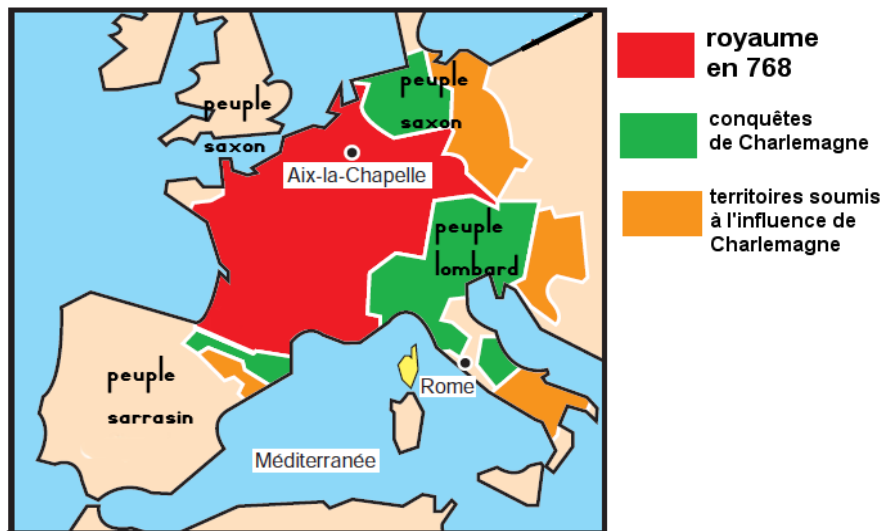 peuple
saxon
peuple
saxon
Aix-la-Chapelle
peuple
lombard
peuple
sarrasin
Rome
Méditerranée
royaume
en 768
conquêtes
de Charlemagne
territoires soumis
à l'influence de
Charlemagne